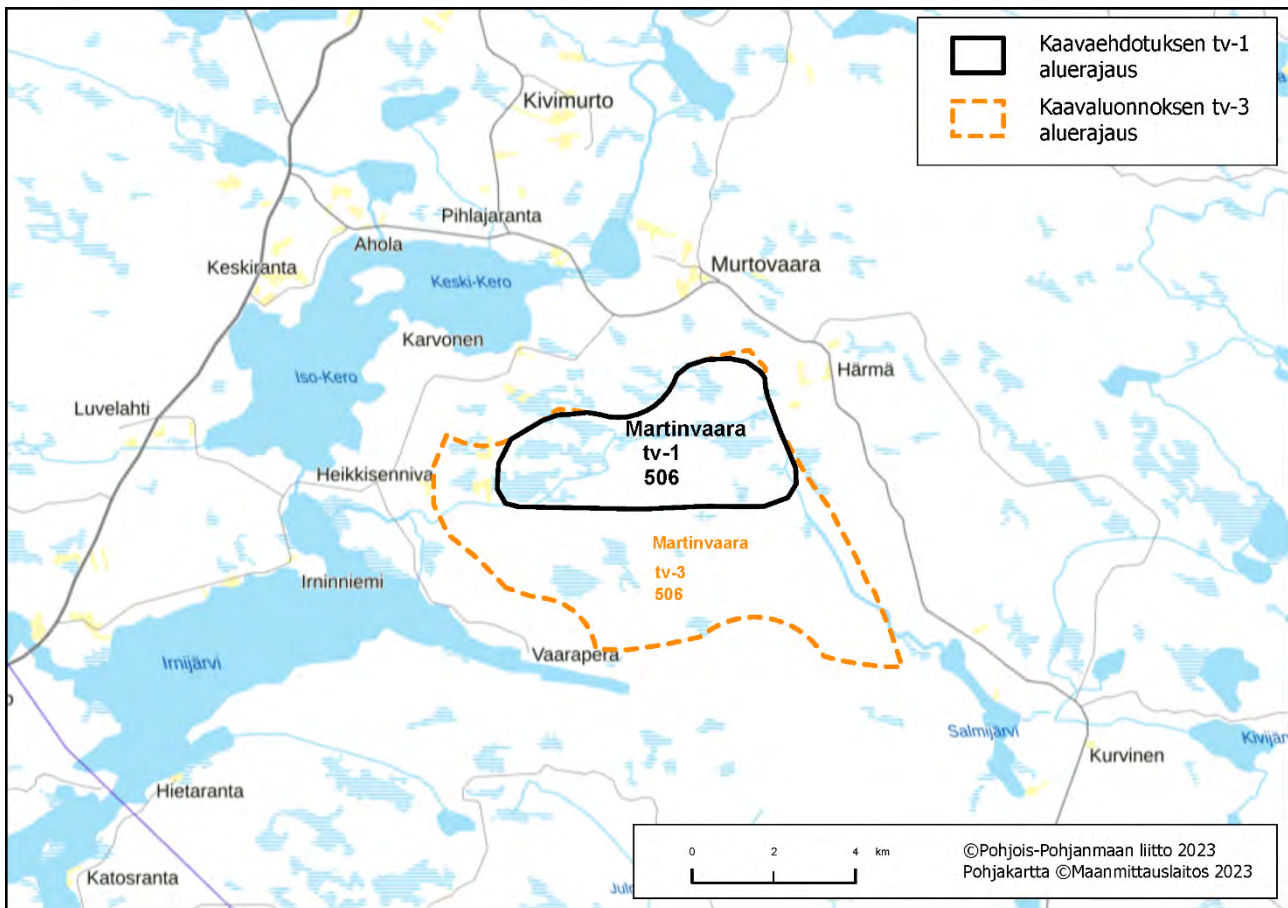 Kaavaehdotuksen tv-1
aluerajaus
Kaavaluonnoksen tv-3
aluerajaus
Kivimurto
Pihlajaranta
Ahola
Keskiranta
Keski-Kero
Murtovaara
Karvonen
Iso-Kero
Härmä
Luvelahti
Martinvaara
tv-1
506
Heikkisenniva
Martinvaara
tv-3
506
Irninniemi
Vaarapera
Irnijärvi
Salmijärvi
Kivijär
Kurvinen
Hietaranta
Katosranta
0 2 4 km
©Pohjois-Pohjanmaan liitto 2023
Pohjakartta ©Maanmittauslaitos 2023